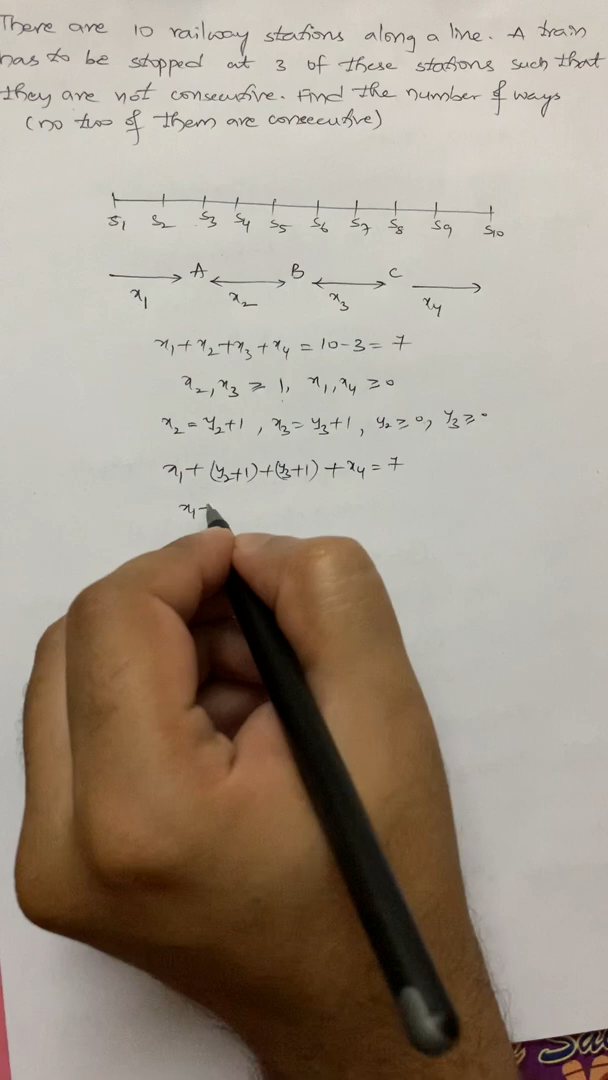 There are 10 railway stations along a line. A train
has to be stopped at 3 of these stations such that
they are not consecutive. Find the number of ways
(no two of them are consecutive)
S₁ S₂ S₃ S₄ S₅ S₆ S₇ S₈ S₉ S₁₀
A B C
x₁ x₂ x₃ x₄
x₁+x₂+x₃+x₄ = 10-3 = 7
x₂, x₃ ≥ 1, x₁, x₄ ≥ 0
x₂ = y₂+1, x₃ = y₃+1, y₂ ≥ 0, y₃ ≥ 0
x₁ + (y₂+1) + (y₃+1) + x₄ = 7
x₁+